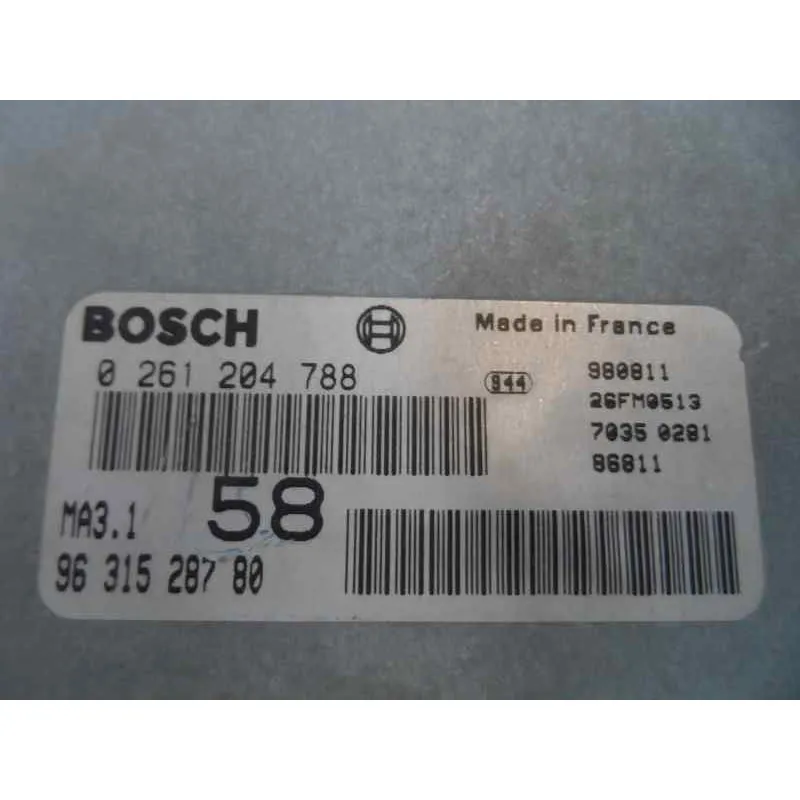 BOSCH
Made in France
0 261 204 788
944
980811
26FM0513
7035 0281
86811
MA3.1
58
96 315 287 80